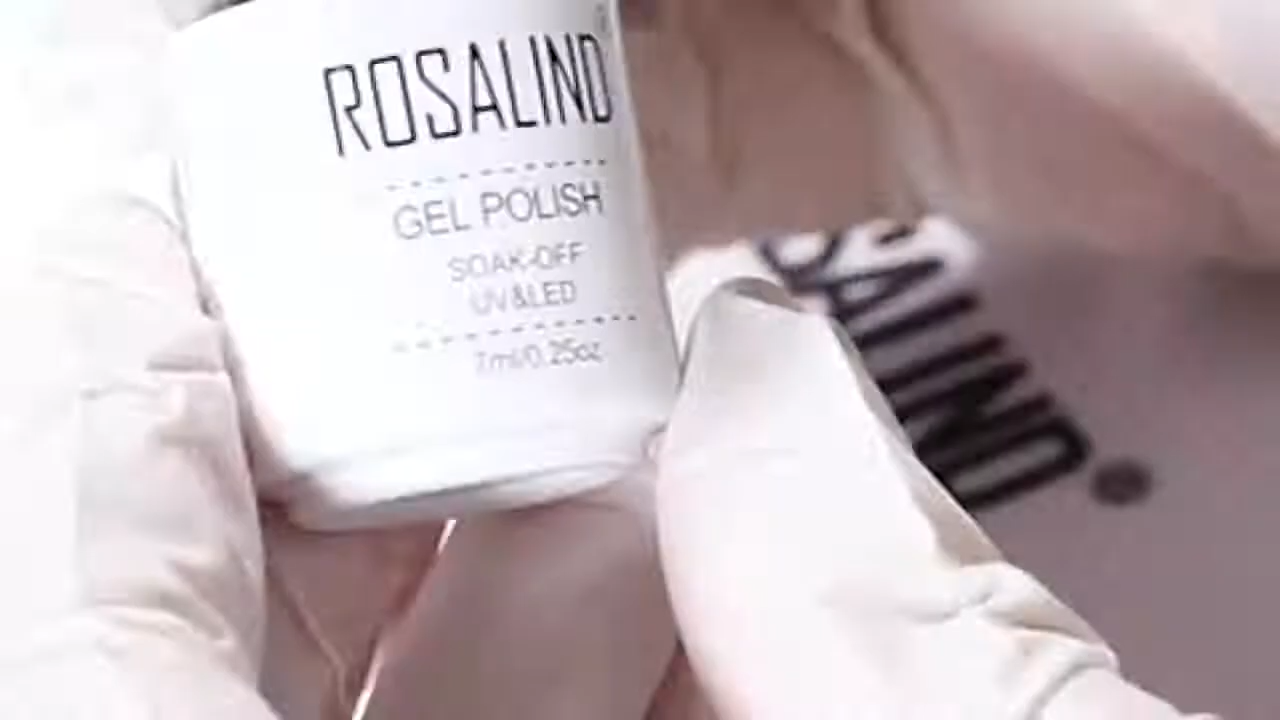 ROSALIND
GEL POLISH
SOAK-OFF
UV&LED
7ml/0.25oz
SALIND